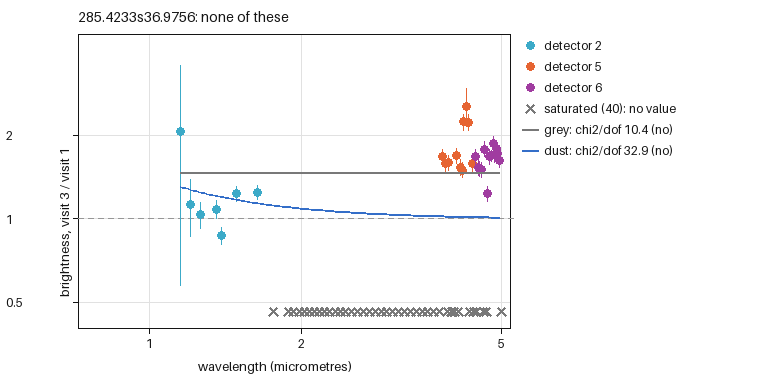 285.4233s36.9756: none of these
brightness, visit 3 / visit 1
2
1
0.5
1
2
5
wavelength (micrometres)
detector 2
detector 5
detector 6
saturated (40): no value
grey: chi2/dof 10.4 (no)
dust: chi2/dof 32.9 (no)